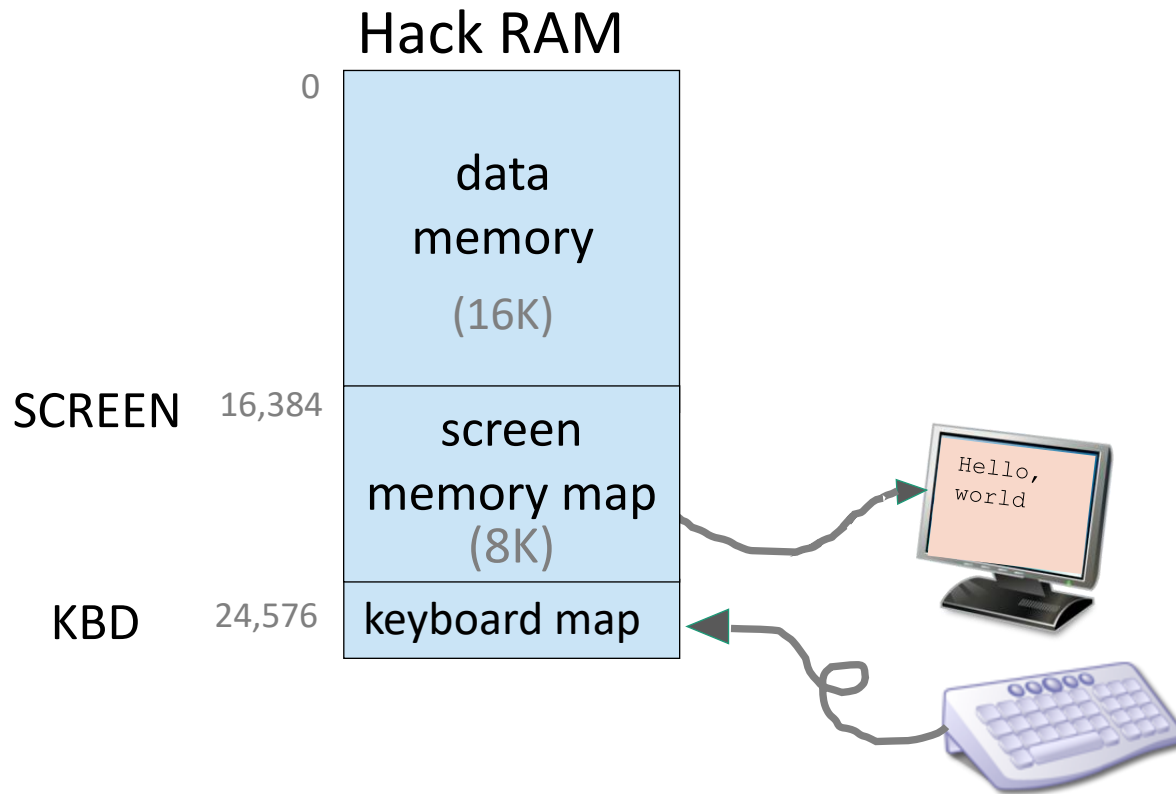 Hack RAM
0
data
memory
(16K)
SCREEN 16,384
screen
memory map
(8K)
Hello,
world
KBD 24,576 keyboard map